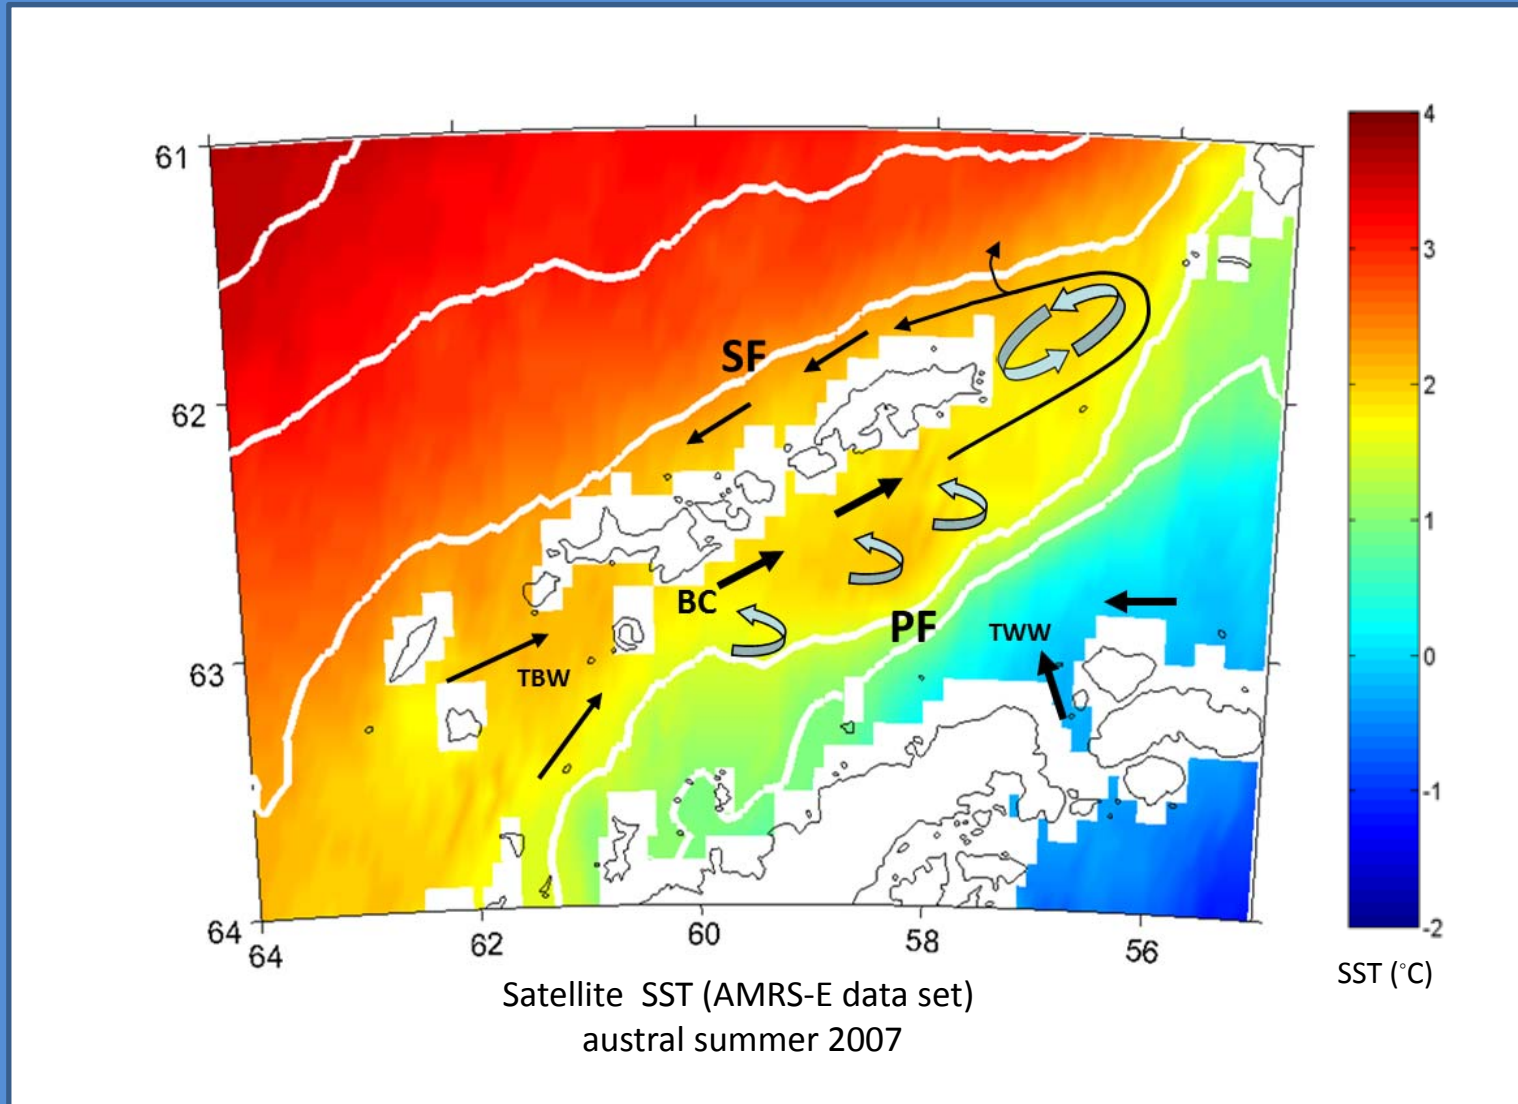 4
61
3
SF
62
2
1
BC
PF
TWW
0
63
TBW
-1
64
64
62
60
58
56
-2
SST (°C)
Satellite SST (AMRS-E data set)
austral summer 2007